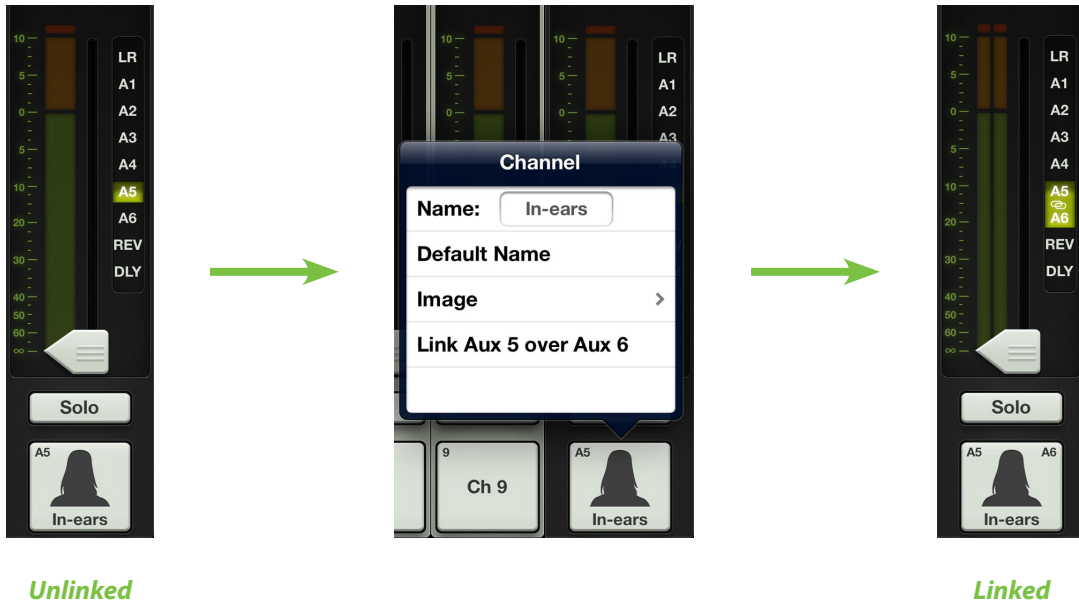 10
5
0
5
10
20
30
40
50
60
∞
LR
A1
A2
A3
A4
A5
A6
REV
DLY
Solo
A5
In-ears
Unlinked
10
5
0
10
5
0
LR
A1
A2
A3
Channel
Name: In-ears
Default Name
Image
Link Aux 5 over Aux 6
9
Ch 9
A5
In-ears
10
5
0
5
10
20
30
40
50
60
∞
LR
A1
A2
A3
A4
A5
A6
REV
DLY
Solo
A5 A6
In-ears
Linked